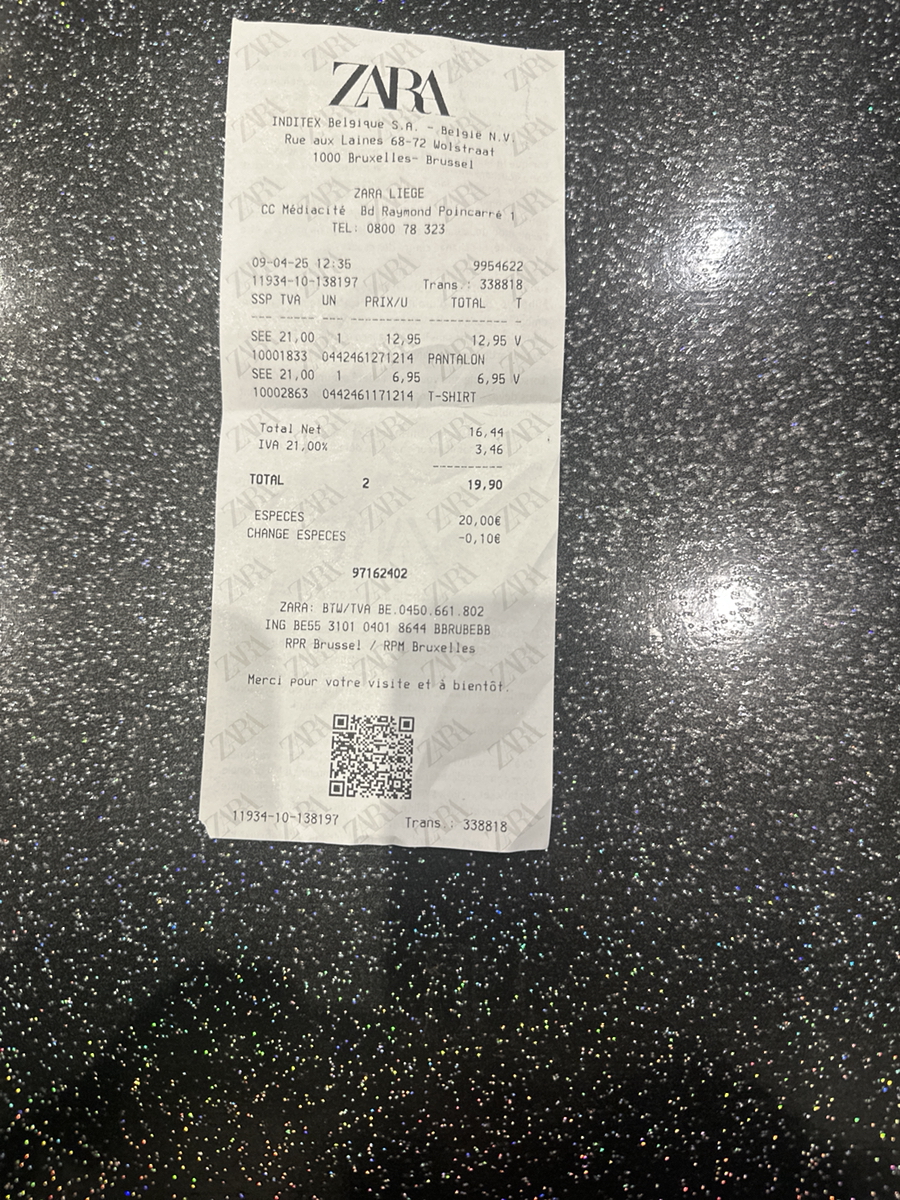 ZARA
INDITEX Belgique S.A. - België N.V.
Rue aux Laines 68-72 Wolstraat
1000 Bruxelles- Brussel
ZARA LIEGE
CC Médiacité Bd Raymond Poincarré 1
TEL: 0800 78 323
09-04-25 12:35 9954622
11934-10-138197 Trans.: 338818
SSP TVA UN PRIX/U TOTAL T
--- --- --- ---------- ---------- -
SEE 21,00 1 12,95 12,95 V
10001833 0442461271214 PANTALON
SEE 21,00 1 6,95 6,95 V
10002863 0442461171214 T-SHIRT
Total Net 16,44
IVA 21,00% 3,46
----------
TOTAL 2 19,90
ESPECES 20,00€
CHANGE ESPECES -0,10€
97162402
ZARA: BTW/TVA BE.0450.661.802
ING BE55 3101 0401 8644 BBRUBEBB
RPR Brussel / RPM Bruxelles
Merci pour votre visite et à bientôt.
11934-10-138197 Trans.: 338818